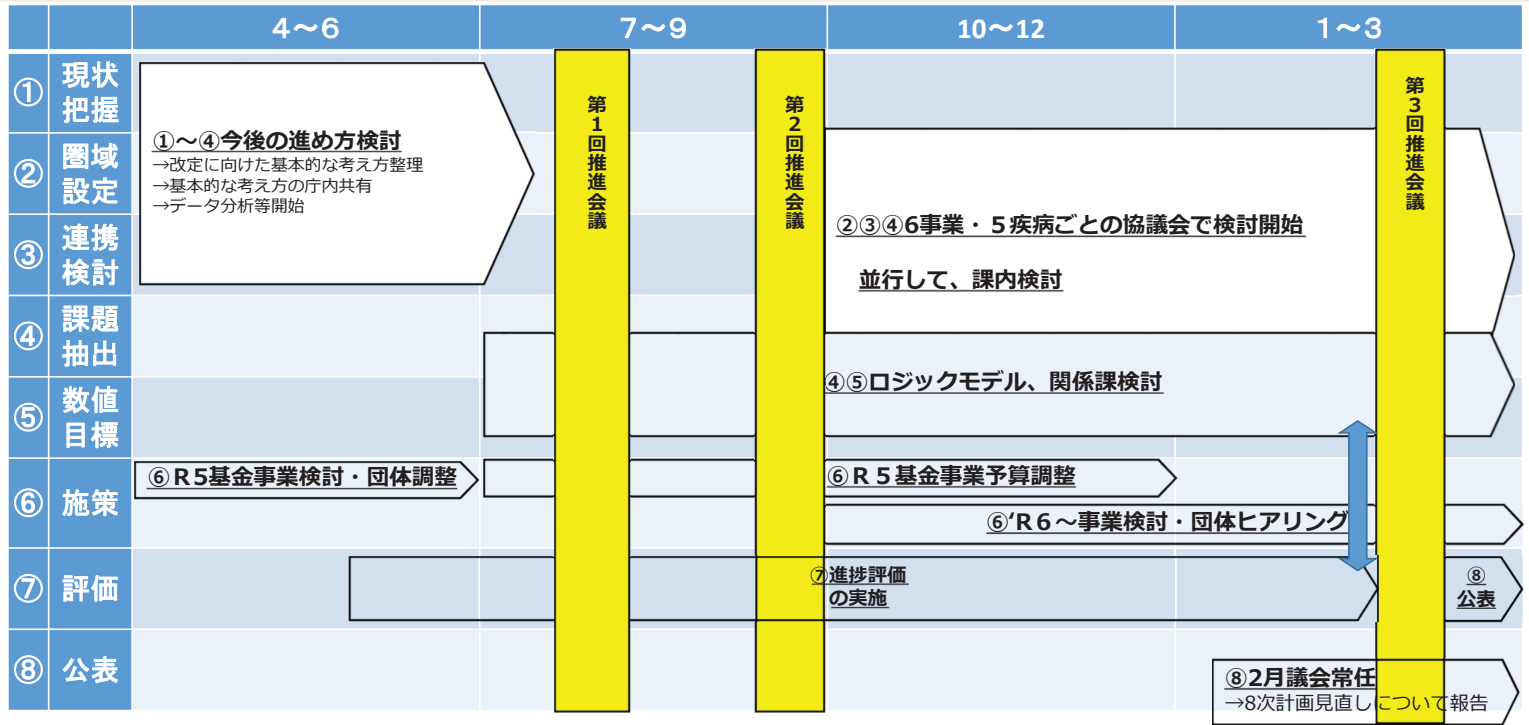 4～6
7～9
10～12
1～3
①
現状
把握
②
圏域
設定
③
連携
検討
④
課題
抽出
⑤
数値
目標
⑥
施策
⑦
評価
⑧
公表
①～④今後の進め方検討
→改定に向けた基本的な考え方整理
→基本的な考え方の庁内共有
→データ分析等開始
第1回推進会議
第2回推進会議
第3回推進会議
②③④6事業・５疾病ごとの協議会で検討開始
並行して、課内検討
④⑤ロジックモデル、関係課検討
⑥R5基金事業検討・団体調整
⑥Ｒ５基金事業予算調整
⑥‘R６～事業検討・団体ヒアリング
⑦進捗評価
の実施
⑧
公表
⑧2月議会常任
→8次計画見直しについて報告